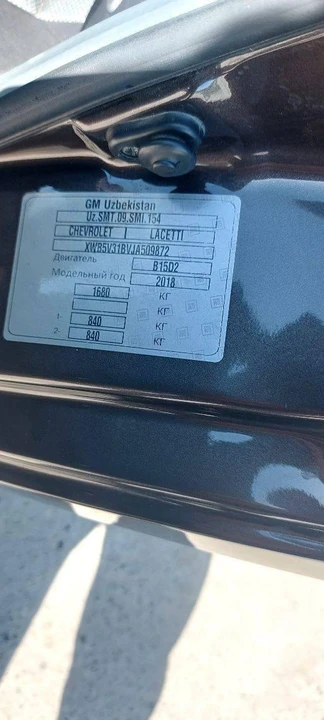 GM Uzbekistan
Uz.SMT.09.SMI.154
CHEVROLET | LACETTI
XWB5V31BVJA509872
Двигатель B15D2
Модельный год 2018
1680 КГ
КГ
1- 840 КГ
2- 840 КГ